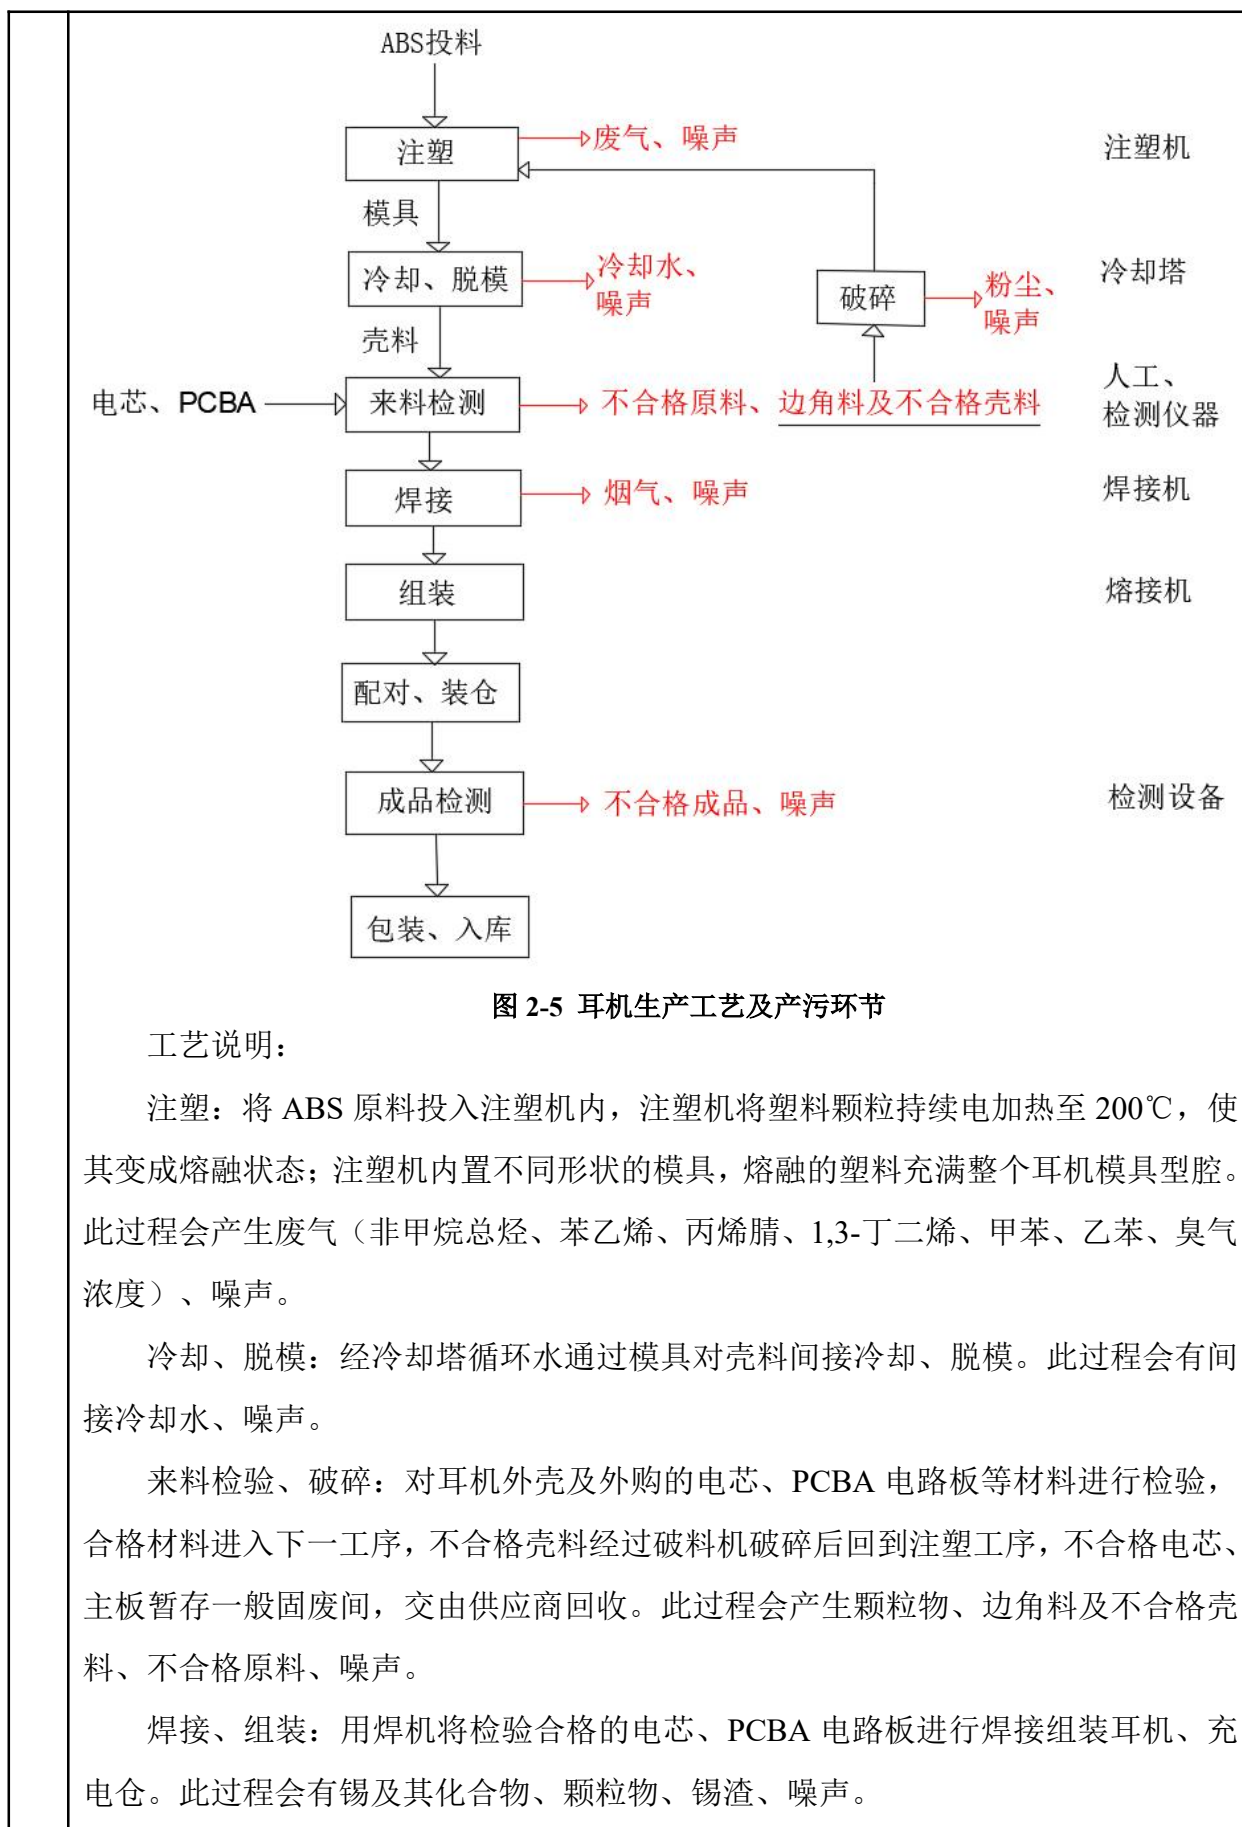 ABS投料
注塑
废气、噪声
注塑机
模具
冷却、脱模
冷却水、
噪声
破碎
粉尘、
噪声
冷却塔
壳料
电芯、PCBA
来料检测
不合格原料、边角料及不合格壳料
人工、
检测仪器
焊接
烟气、噪声
焊接机
组装
熔接机
配对、装仓
成品检测
不合格成品、噪声
检测设备
包装、入库
图 2-5 耳机生产工艺及产污环节
工艺说明：
注塑：将 ABS 原料投入注塑机内，注塑机将塑料颗粒持续电加热至 200℃，使
其变成熔融状态；注塑机内置不同形状的模具，熔融的塑料充满整个耳机模具型腔。
此过程会产生废气（非甲烷总烃、苯乙烯、丙烯腈、1,3-丁二烯、甲苯、乙苯、臭气
浓度）、噪声。
冷却、脱模：经冷却塔循环水通过模具对壳料间接冷却、脱模。此过程会有间
接冷却水、噪声。
来料检验、破碎：对耳机外壳及外购的电芯、PCBA 电路板等材料进行检验，
合格材料进入下一工序，不合格壳料经过破料机破碎后回到注塑工序，不合格电芯、
主板暂存一般固废间，交由供应商回收。此过程会产生颗粒物、边角料及不合格壳
料、不合格原料、噪声。
焊接、组装：用焊机将检验合格的电芯、PCBA 电路板进行焊接组装耳机、充
电仓。此过程会有锡及其化合物、颗粒物、锡渣、噪声。